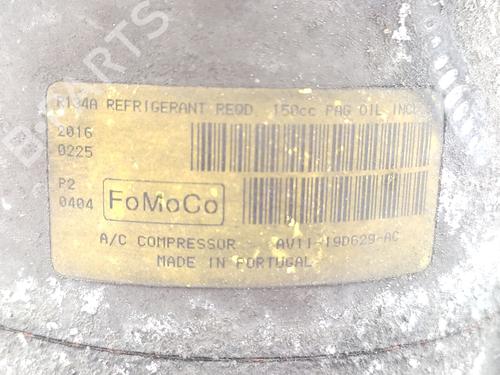 B-PARTS
R134A REFRIGERANT REQD 150cc PAG OIL INCL
2016
0225
P2
0404
FoMoCo
A/C COMPRESSOR - AV11-19D629-AC
MADE IN PORTUGAL